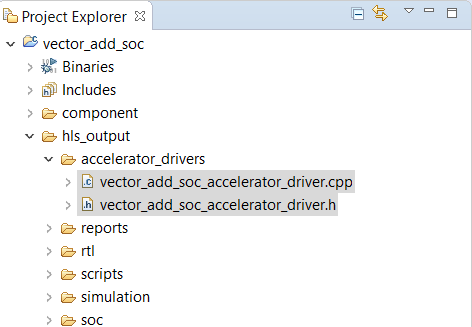 Project Explorer
vector_add_soc
Binaries
Includes
component
hls_output
accelerator_drivers
vector_add_soc_accelerator_driver.cpp
vector_add_soc_accelerator_driver.h
reports
rtl
scripts
simulation
soc